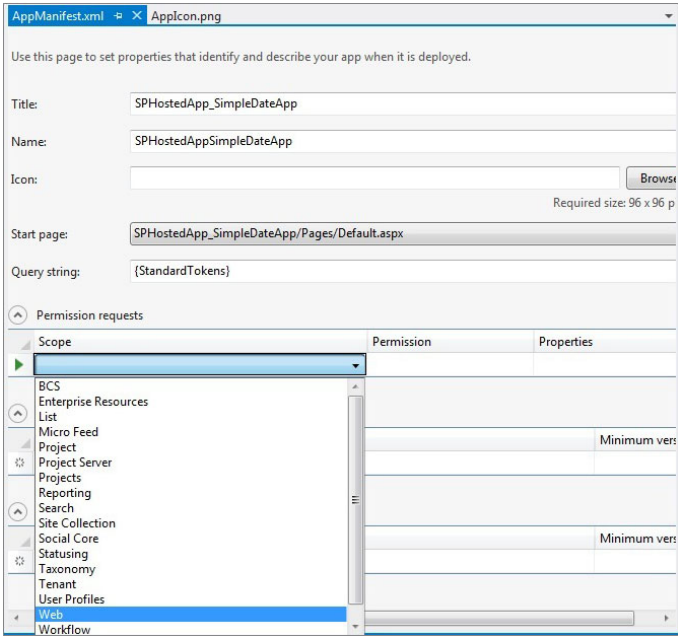 AppManifest.xml AppIcon.png
Use this page to set properties that identify and describe your app when it is deployed.
Title: SPHostedApp_SimpleDateApp
Name: SPHostedAppSimpleDateApp
Icon: Browse
Required size: 96 x 96 p
Start page: SPHostedApp_SimpleDateApp/Pages/Default.aspx
Query string: {StandardTokens}
Permission requests
Scope Permission Properties
BCS
Enterprise Resources
List
Micro Feed
Project
Minimum vers
Project Server
Projects
Reporting
Search
Site Collection
Social Core
Minimum vers
Statusing
Taxonomy
Tenant
User Profiles
Web
Workflow